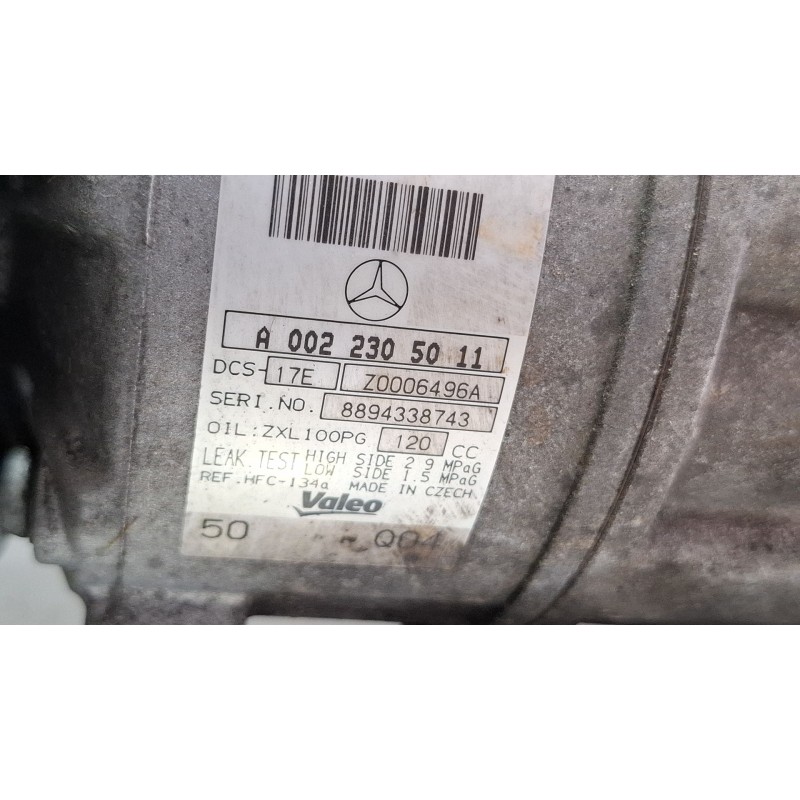 A 002 230 50 11
DCS-17E Z0006496A
SERI.NO. 8894338743
OIL:ZXL100PG 120 CC
LEAK.TEST HIGH SIDE 2.9 MPaG
LOW SIDE 1.5 MPaG
REF.HFC-134a MADE IN CZECH
Valeo
50 Q04